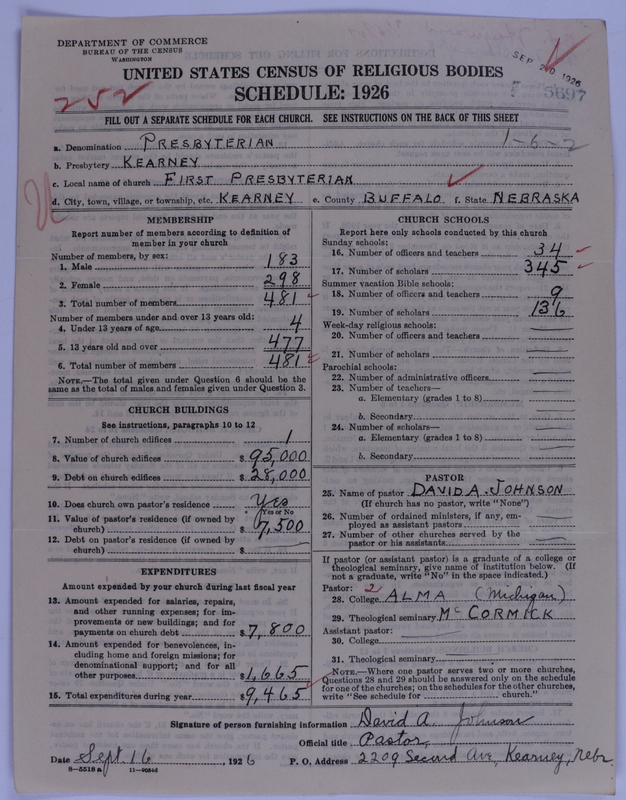 DEPARTMENT OF COMMERCE
BUREAU OF THE CENSUS
WASHINGTON
SEP 20 1926
UNITED STATES CENSUS OF RELIGIOUS BODIES
252
SCHEDULE: 1926
5697
FILL OUT A SEPARATE SCHEDULE FOR EACH CHURCH. SEE INSTRUCTIONS ON THE BACK OF THIS SHEET
a. Denomination PRESBYTERIAN
1-6-2
b. Presbytery KEARNEY
c. Local name of church FIRST PRESBYTERIAN
d. City, town, village, or township, etc. KEARNEY e. County BUFFALO f. State NEBRASKA
MEMBERSHIP
Report number of members according to definition of
member in your church
Number of members, by sex:
1. Male 183
2. Female 298
3. Total number of members 481
Number of members under and over 13 years old:
4. Under 13 years of age 4
5. 13 years old and over 477
6. Total number of members 481
NOTE.—The total given under Question 6 should be the
same as the total of males and females given under Question 3.
CHURCH BUILDINGS
See instructions, paragraphs 10 to 12
7. Number of church edifices 1
8. Value of church edifices $95,000
9. Debt on church edifices $28,000
10. Does church own pastor's residence Yes
(Yes or No)
11. Value of pastor's residence (if owned by
church) $7,500
12. Debt on pastor's residence (if owned by
church) $
EXPENDITURES
Amount expended by your church during last fiscal year
13. Amount expended for salaries, repairs,
and other running expenses; for im-
provements or new buildings; and for
payments on church debt $7,800
14. Amount expended for benevolences, in-
cluding home and foreign missions; for
denominational support; and for all
other purposes $1,665
15. Total expenditures during year $9,465
CHURCH SCHOOLS
Report here only schools conducted by this church
Sunday schools:
16. Number of officers and teachers 34
17. Number of scholars 345
Summer vacation Bible schools:
18. Number of officers and teachers 9
19. Number of scholars 136
Week-day religious schools:
20. Number of officers and teachers
21. Number of scholars
Parochial schools:
22. Number of administrative officers
23. Number of teachers—
a. Elementary (grades 1 to 8)
b. Secondary
24. Number of scholars—
a. Elementary (grades 1 to 8)
b. Secondary
PASTOR
25. Name of pastor DAVID A. JOHNSON
(If church has no pastor, write "None")
26. Number of ordained ministers, if any, em-
ployed as assistant pastors
27. Number of other churches served by the
pastor or his assistants
If pastor (or assistant pastor) is a graduate of a college or
theological seminary, give name of institution below. (If
not a graduate, write "No" in the space indicated.)
Pastor: 2
28. College ALMA (Michigan)
29. Theological seminary McCORMICK
Assistant pastor:
30. College
31. Theological seminary
NOTE.—Where one pastor serves two or more churches,
Questions 28 and 29 should be answered only on the schedule
for one of the churches; on the schedules for the other churches,
write "See schedule for church."
Signature of person furnishing information David A. Johnson
Official title Pastor
Date Sept. 16, 1926 P. O. Address 2209 Second Ave, Kearney, Nebr
8—5518 a